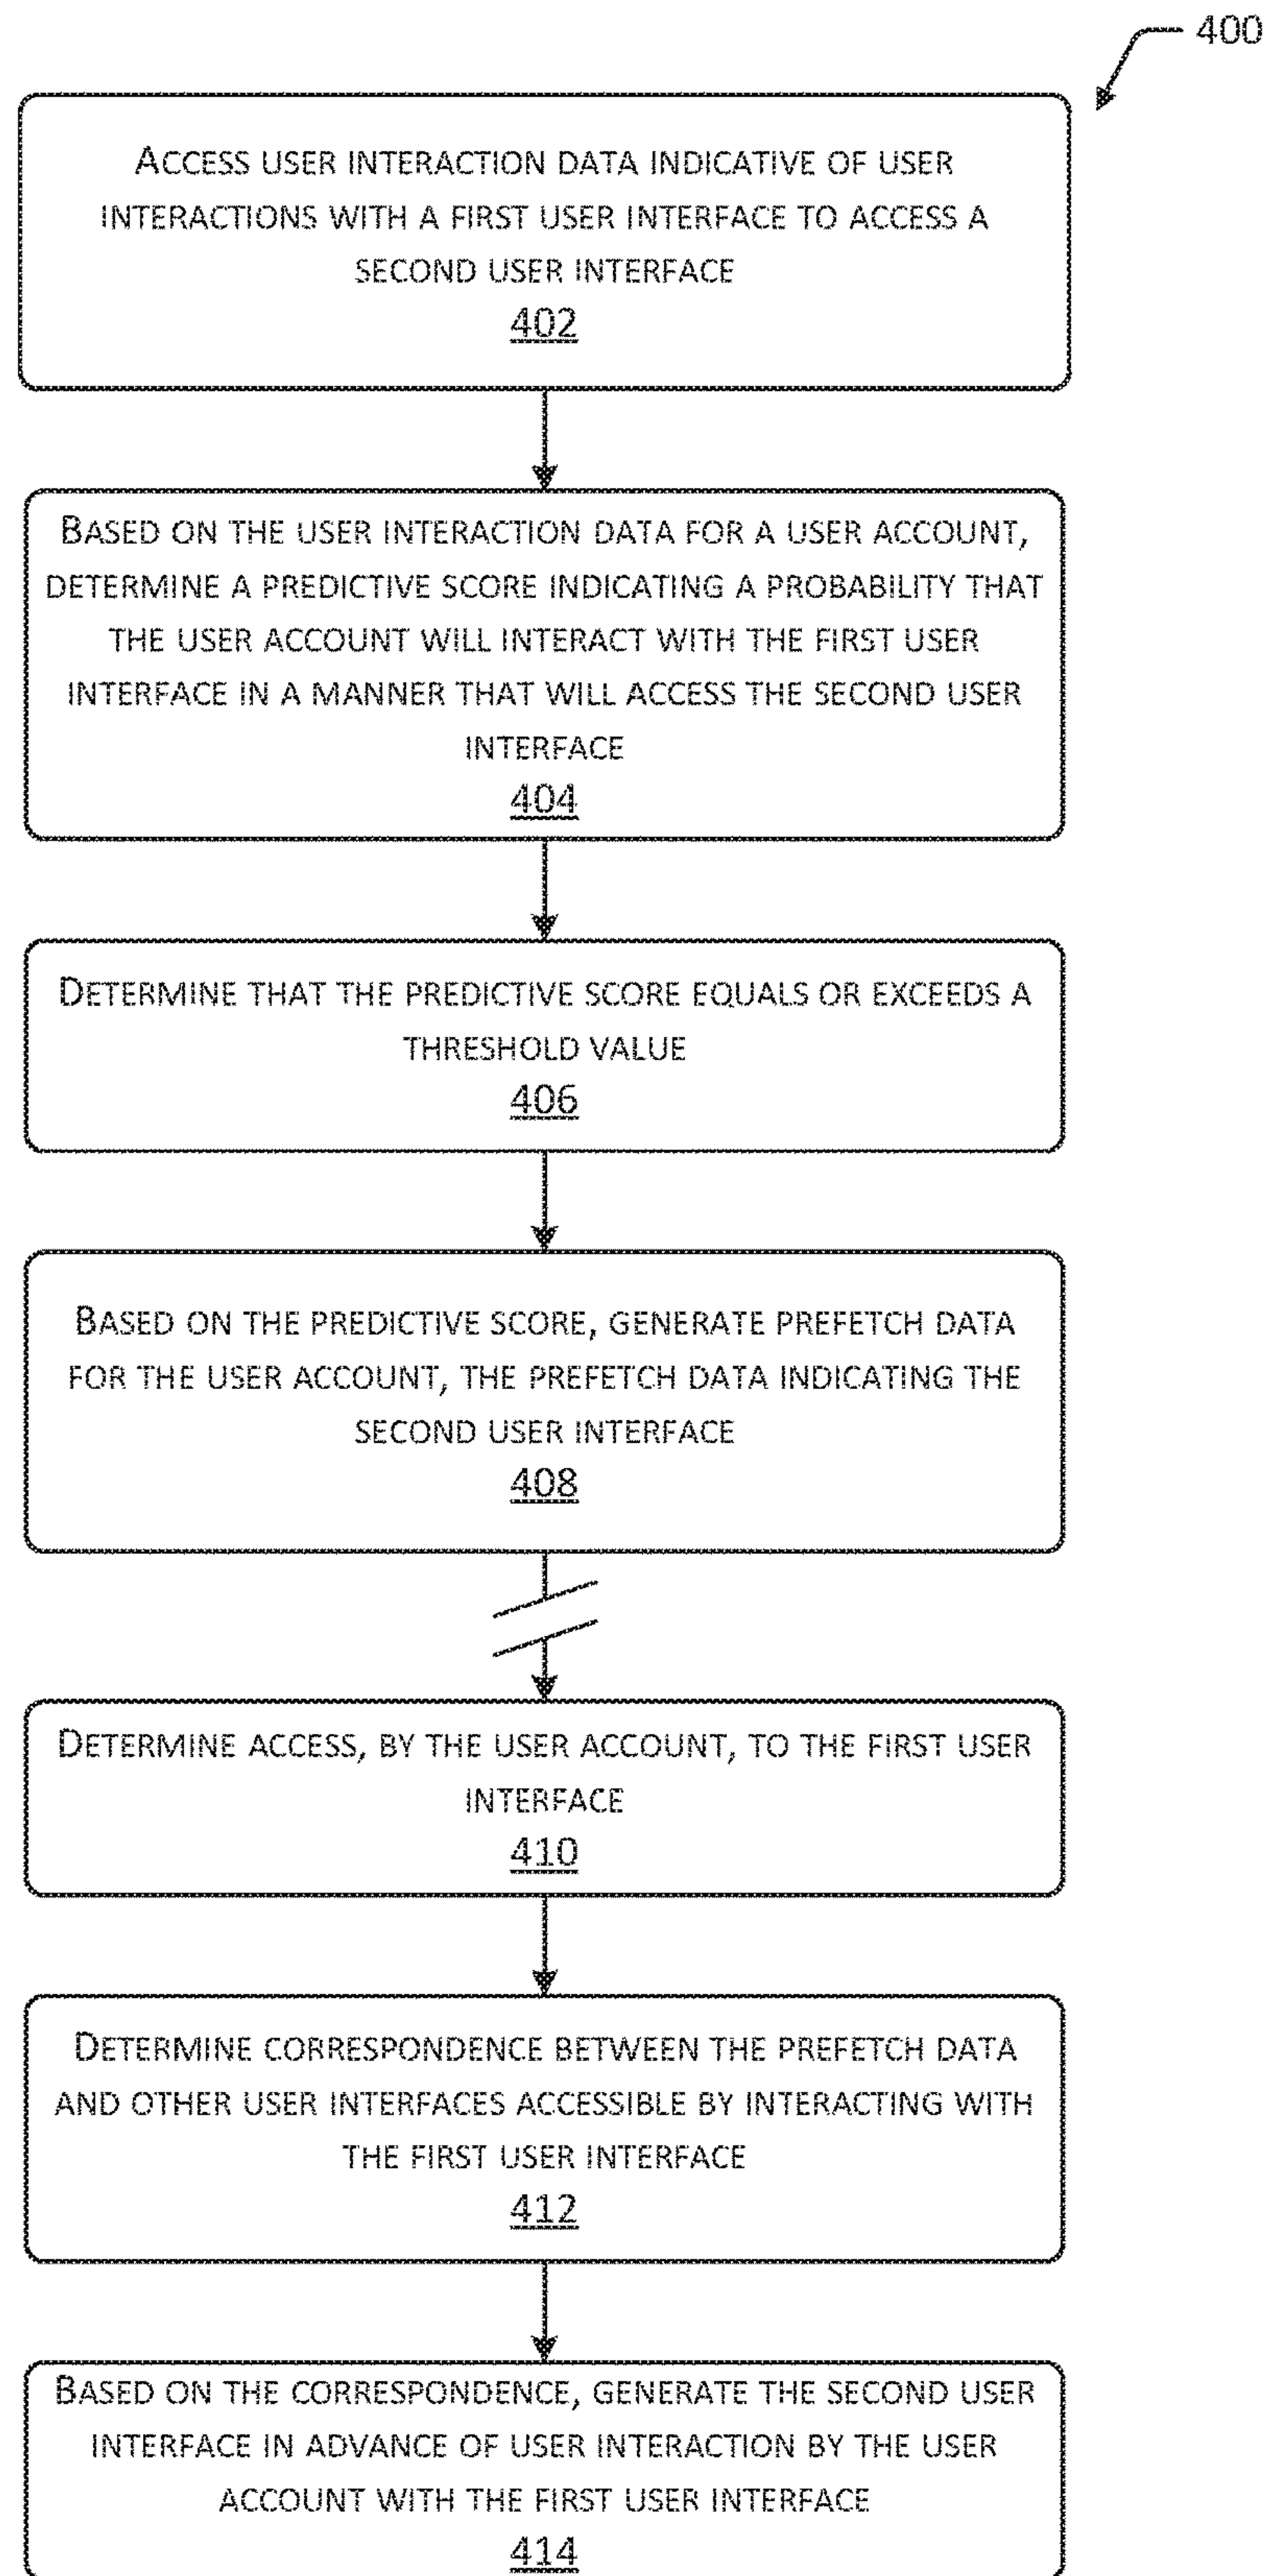 400
ACCESS USER INTERACTION DATA INDICATIVE OF USER
INTERACTIONS WITH A FIRST USER INTERFACE TO ACCESS A
SECOND USER INTERFACE
402
BASED ON THE USER INTERACTION DATA FOR A USER ACCOUNT,
DETERMINE A PREDICTIVE SCORE INDICATING A PROBABILITY THAT
THE USER ACCOUNT WILL INTERACT WITH THE FIRST USER
INTERFACE IN A MANNER THAT WILL ACCESS THE SECOND USER
INTERFACE
404
DETERMINE THAT THE PREDICTIVE SCORE EQUALS OR EXCEEDS A
THRESHOLD VALUE
406
BASED ON THE PREDICTIVE SCORE, GENERATE PREFETCH DATA
FOR THE USER ACCOUNT, THE PREFETCH DATA INDICATING THE
SECOND USER INTERFACE
408
DETERMINE ACCESS, BY THE USER ACCOUNT, TO THE FIRST USER
INTERFACE
410
DETERMINE CORRESPONDENCE BETWEEN THE PREFETCH DATA
AND OTHER USER INTERFACES ACCESSIBLE BY INTERACTING WITH
THE FIRST USER INTERFACE
412
BASED ON THE CORRESPONDENCE, GENERATE THE SECOND USER
INTERFACE IN ADVANCE OF USER INTERACTION BY THE USER
ACCOUNT WITH THE FIRST USER INTERFACE
414